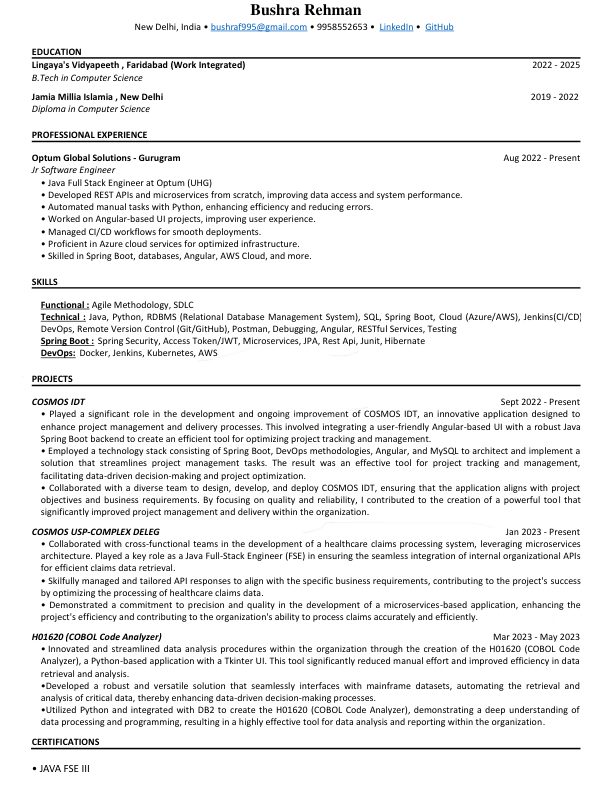 Bushra Rehman
New Delhi, India • bushraf995@gmail.com • 9958552653 • LinkedIn • GitHub
EDUCATION
Lingaya's Vidyapeeth , Faridabad (Work Integrated) 2022 - 2025
B.Tech in Computer Science
Jamia Millia Islamia , New Delhi 2019 - 2022
Diploma in Computer Science
PROFESSIONAL EXPERIENCE
Optum Global Solutions - Gurugram Aug 2022 - Present
Jr Software Engineer
• Java Full Stack Engineer at Optum (UHG)
• Developed REST APIs and microservices from scratch, improving data access and system performance.
• Automated manual tasks with Python, enhancing efficiency and reducing errors.
• Worked on Angular-based UI projects, improving user experience.
• Managed CI/CD workflows for smooth deployments.
• Proficient in Azure cloud services for optimized infrastructure.
• Skilled in Spring Boot, databases, Angular, AWS Cloud, and more.
SKILLS
Functional : Agile Methodology, SDLC
Technical : Java, Python, RDBMS (Relational Database Management System), SQL, Spring Boot, Cloud (Azure/AWS), Jenkins(CI/CD)
DevOps, Remote Version Control (Git/GitHub), Postman, Debugging, Angular, RESTful Services, Testing
Spring Boot : Spring Security, Access Token/JWT, Microservices, JPA, Rest Api, Junit, Hibernate
DevOps: Docker, Jenkins, Kubernetes, AWS
PROJECTS
COSMOS IDT Sept 2022 - Present
• Played a significant role in the development and ongoing improvement of COSMOS IDT, an innovative application designed to
enhance project management and delivery processes. This involved integrating a user-friendly Angular-based UI with a robust Java
Spring Boot backend to create an efficient tool for optimizing project tracking and management.
• Employed a technology stack consisting of Spring Boot, DevOps methodologies, Angular, and MySQL to architect and implement a
solution that streamlines project management tasks. The result was an effective tool for project tracking and management,
facilitating data-driven decision-making and project optimization.
• Collaborated with a diverse team to design, develop, and deploy COSMOS IDT, ensuring that the application aligns with project
objectives and business requirements. By focusing on quality and reliability, I contributed to the creation of a powerful tool that
significantly improved project management and delivery within the organization.
COSMOS USP-COMPLEX DELEG Jan 2023 - Present
• Collaborated with cross-functional teams in the development of a healthcare claims processing system, leveraging microservices
architecture. Played a key role as a Java Full-Stack Engineer (FSE) in ensuring the seamless integration of internal organizational APIs
for efficient claims data retrieval.
• Skilfully managed and tailored API responses to align with the specific business requirements, contributing to the project's success
by optimizing the processing of healthcare claims data.
• Demonstrated a commitment to precision and quality in the development of a microservices-based application, enhancing the
project's efficiency and contributing to the organization's ability to process claims accurately and efficiently.
H01620 (COBOL Code Analyzer) Mar 2023 - May 2023
• Innovated and streamlined data analysis procedures within the organization through the creation of the H01620 (COBOL Code
Analyzer), a Python-based application with a Tkinter UI. This tool significantly reduced manual effort and improved efficiency in data
retrieval and analysis.
•Developed a robust and versatile solution that seamlessly interfaces with mainframe datasets, automating the retrieval and
analysis of critical data, thereby enhancing data-driven decision-making processes.
•Utilized Python and integrated with DB2 to create the H01620 (COBOL Code Analyzer), demonstrating a deep understanding of
data processing and programming, resulting in a highly effective tool for data analysis and reporting within the organization.
CERTIFICATIONS
• JAVA FSE III